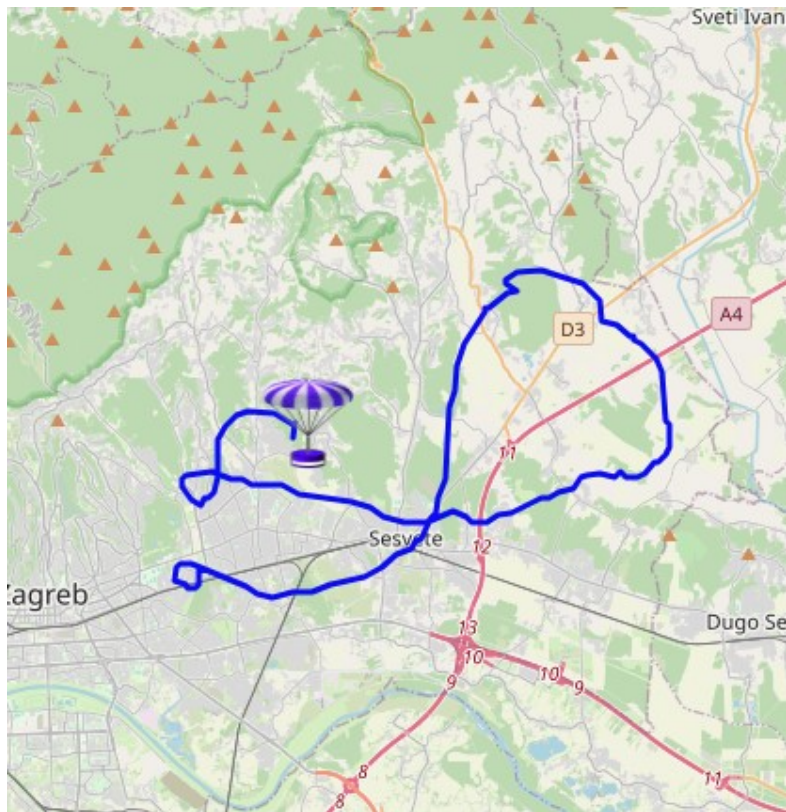 Sveti Ivan
D3
A4
11
Sesvete
12
Zagreb
Dugo Se
13
10
10
9
9
8
8
11